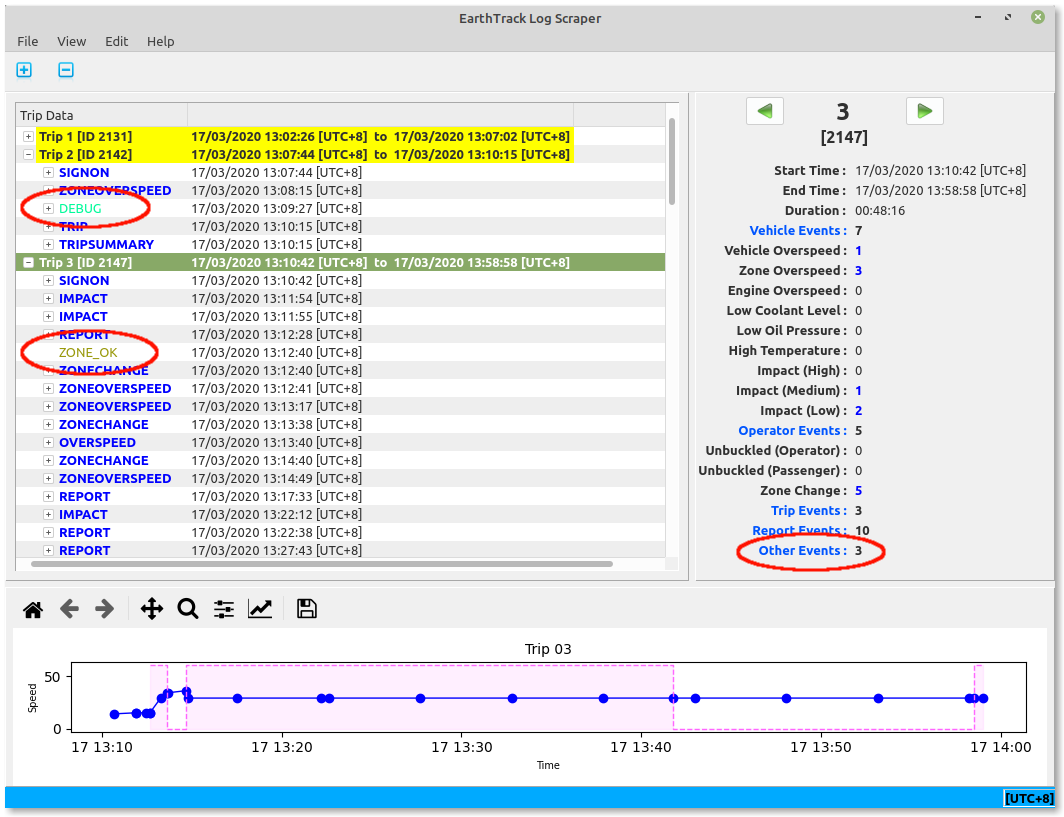 EarthTrack Log Scraper
File View Edit Help
Trip Data
Trip 1 [ID 2131] 17/03/2020 13:02:26 [UTC+8] to 17/03/2020 13:07:02 [UTC+8]
Trip 2 [ID 2142] 17/03/2020 13:07:44 [UTC+8] to 17/03/2020 13:10:15 [UTC+8]
SIGNON 17/03/2020 13:07:44 [UTC+8]
ZONEOVERSPEED 17/03/2020 13:08:15 [UTC+8]
DEBUG 17/03/2020 13:09:27 [UTC+8]
TRIP 17/03/2020 13:10:15 [UTC+8]
TRIPSUMMARY 17/03/2020 13:10:15 [UTC+8]
Trip 3 [ID 2147] 17/03/2020 13:10:42 [UTC+8] to 17/03/2020 13:58:58 [UTC+8]
SIGNON 17/03/2020 13:10:42 [UTC+8]
IMPACT 17/03/2020 13:11:54 [UTC+8]
IMPACT 17/03/2020 13:11:55 [UTC+8]
REPORT 17/03/2020 13:12:28 [UTC+8]
ZONE_OK 17/03/2020 13:12:40 [UTC+8]
ZONECHANGE 17/03/2020 13:12:40 [UTC+8]
ZONEOVERSPEED 17/03/2020 13:12:41 [UTC+8]
ZONEOVERSPEED 17/03/2020 13:13:17 [UTC+8]
ZONECHANGE 17/03/2020 13:13:38 [UTC+8]
OVERSPEED 17/03/2020 13:13:40 [UTC+8]
ZONECHANGE 17/03/2020 13:14:40 [UTC+8]
ZONEOVERSPEED 17/03/2020 13:14:49 [UTC+8]
REPORT 17/03/2020 13:17:33 [UTC+8]
IMPACT 17/03/2020 13:22:12 [UTC+8]
REPORT 17/03/2020 13:22:38 [UTC+8]
REPORT 17/03/2020 13:27:43 [UTC+8]
3
[2147]
Start Time : 17/03/2020 13:10:42 [UTC+8]
End Time : 17/03/2020 13:58:58 [UTC+8]
Duration : 00:48:16
Vehicle Events : 7
Vehicle Overspeed : 1
Zone Overspeed : 3
Engine Overspeed : 0
Low Coolant Level : 0
Low Oil Pressure : 0
High Temperature : 0
Impact (High) : 0
Impact (Medium) : 1
Impact (Low) : 2
Operator Events : 5
Unbuckled (Operator) : 0
Unbuckled (Passenger) : 0
Zone Change : 5
Trip Events : 3
Report Events : 10
Other Events : 3
Trip 03
Speed
50
0
17 13:10 17 13:20 17 13:30 17 13:40 17 13:50 17 14:00
Time
[UTC+8]